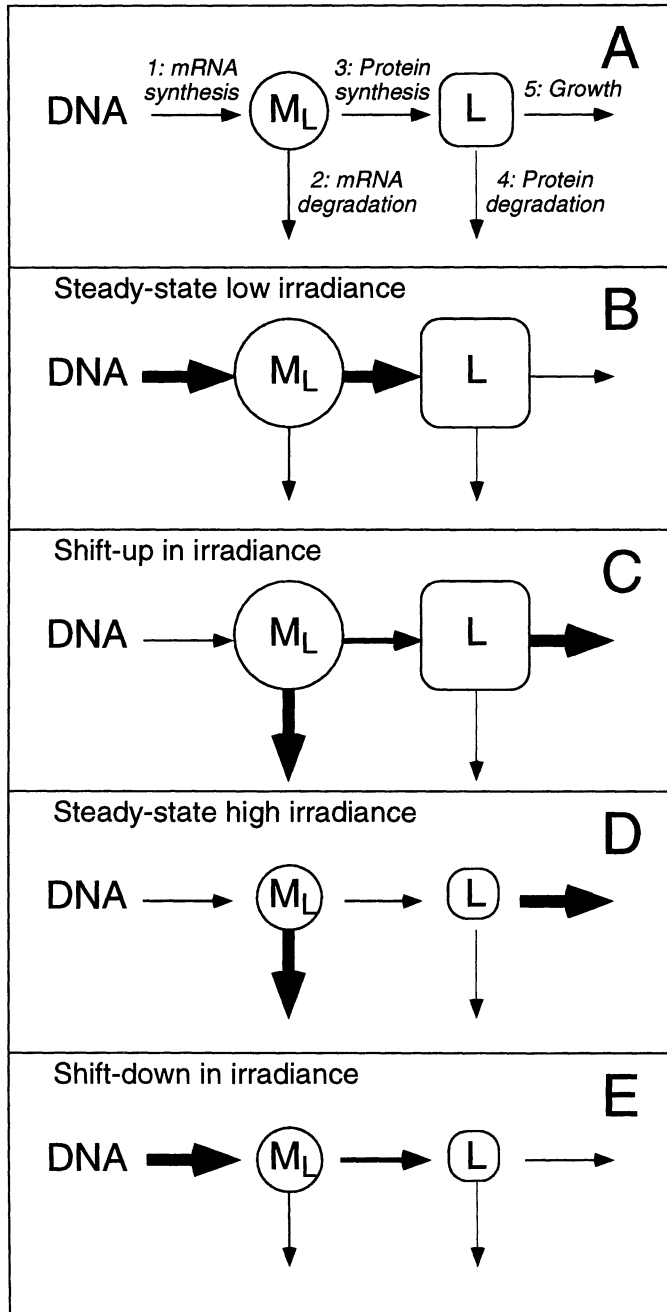 A
1: mRNA
synthesis
3: Protein
synthesis
5: Growth
DNA
M_L
L
2: mRNA
degradation
4: Protein
degradation
Steady-state low irradiance
B
DNA
M_L
L
Shift-up in irradiance
C
DNA
M_L
L
Steady-state high irradiance
D
DNA
M_L
L
Shift-down in irradiance
E
DNA
M_L
L